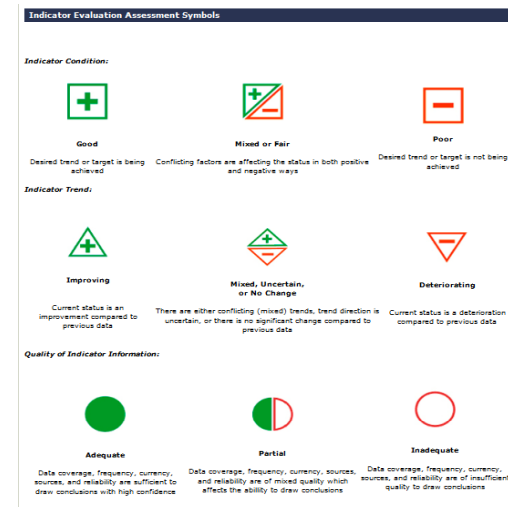 Indicator Evaluation Assessment Symbols
Indicator Condition:
Good
Mixed or Fair
Poor
Desired trend or target is being
achieved
Conflicting factors are affecting the status in both positive
and negative ways
Desired trend or target is not being
achieved
Indicator Trend:
Improving
Mixed, Uncertain,
or No Change
Deteriorating
Current status is an
improvement compared to
previous data
There are either conflicting (mixed) trends, trend direction is
uncertain, or there is no significant change compared to
previous data
Current status is a deterioration
compared to previous data
Quality of Indicator Information:
Adequate
Partial
Inadequate
Data coverage, frequency, currency,
sources, and reliability are sufficient to
draw conclusions with high confidence
Data coverage, frequency, currency, sources,
and reliability are of mixed quality which
affects the ability to draw conclusions
Data coverage, frequency, currency,
sources, and reliability are of insufficient
quality to draw conclusions